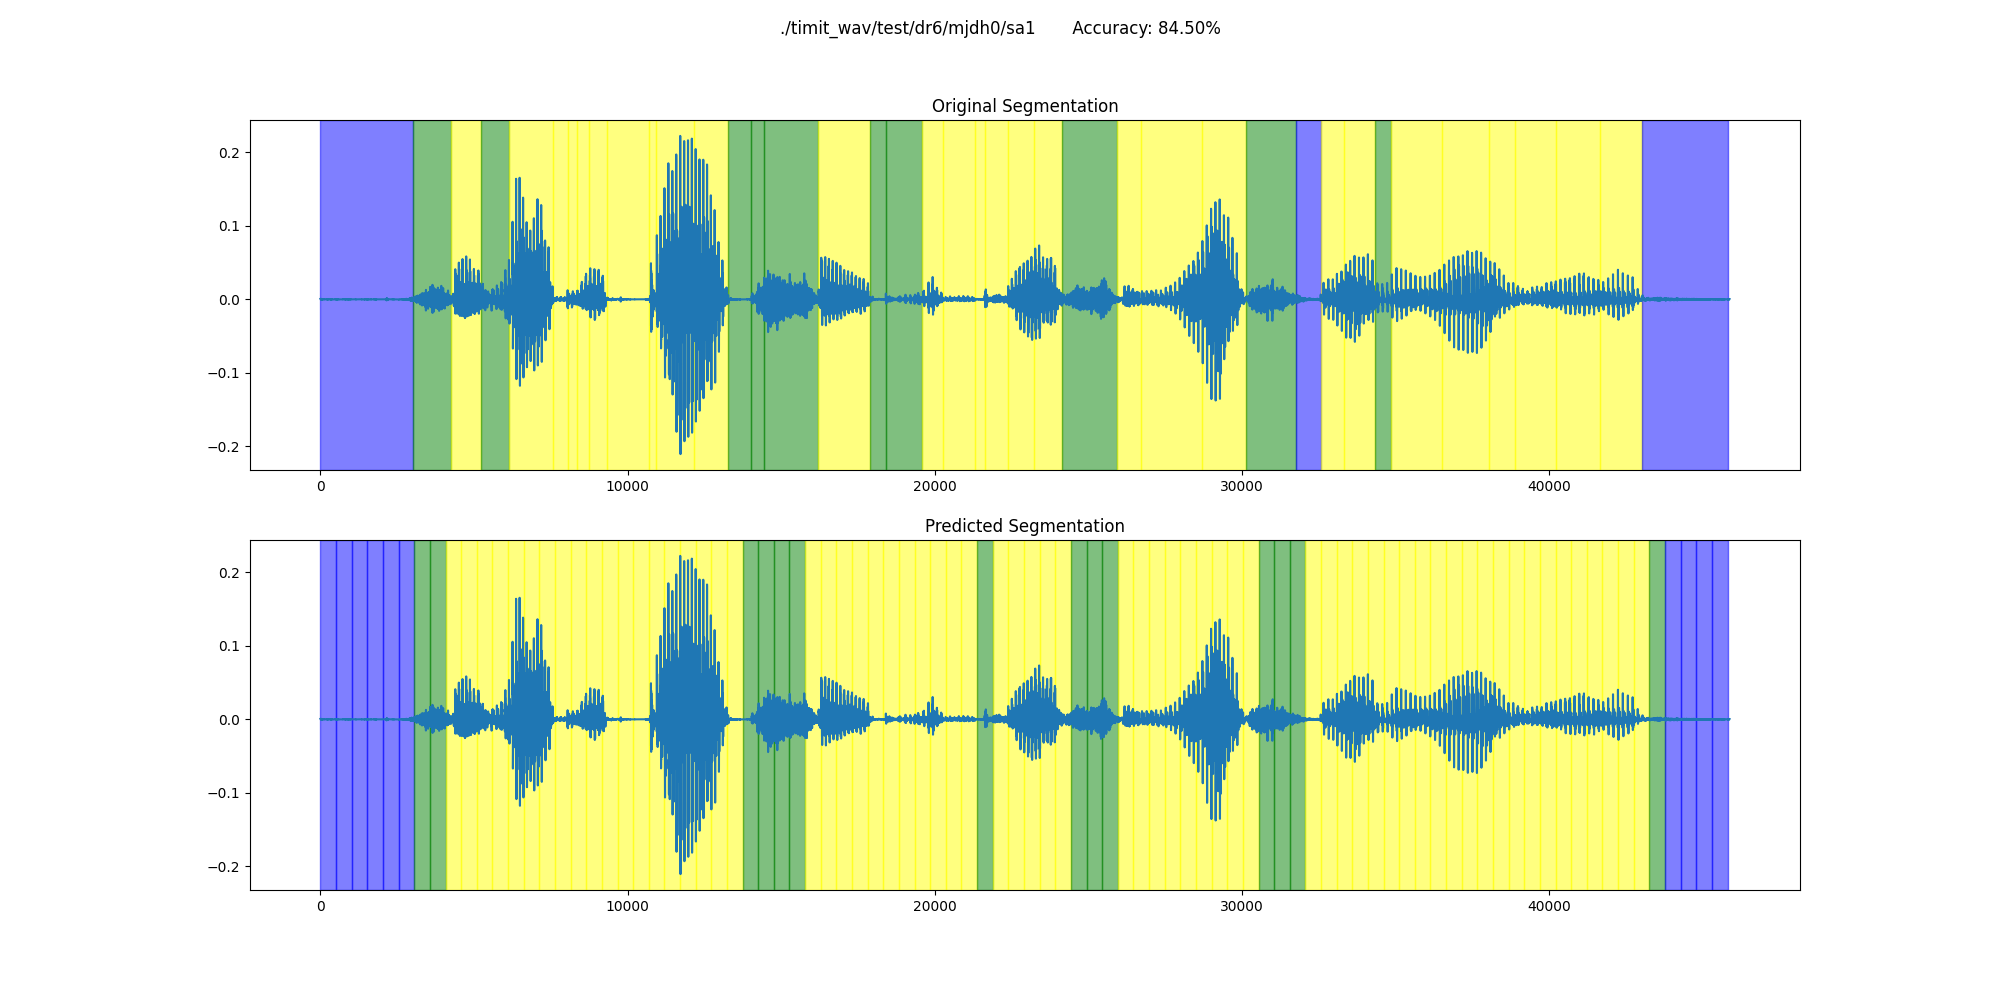 ./timit_wav/test/dr6/mjdh0/sa1 Accuracy: 84.50%
Original Segmentation
0.2
0.1
0.0
−0.1
−0.2
0 10000 20000 30000 40000
Predicted Segmentation
0.2
0.1
0.0
−0.1
−0.2
0 10000 20000 30000 40000